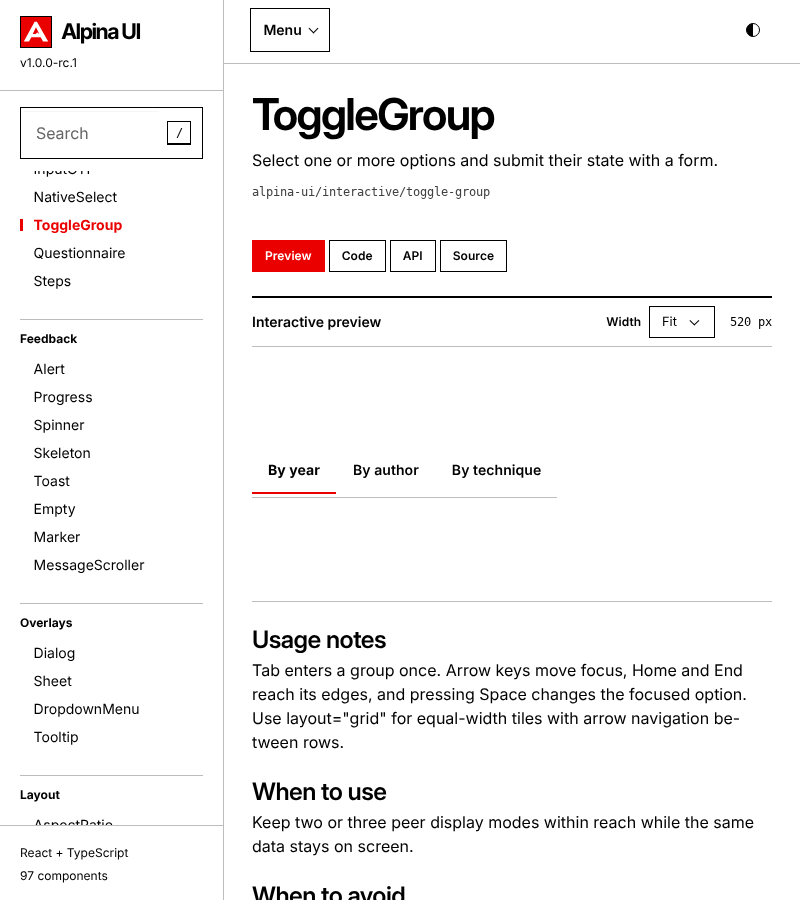 Alpina UI
v1.0.0-rc.1
Search
/
InputOTP
NativeSelect
ToggleGroup
Questionnaire
Steps
Feedback
Alert
Progress
Spinner
Skeleton
Toast
Empty
Marker
MessageScroller
Overlays
Dialog
Sheet
DropdownMenu
Tooltip
Layout
AspectRatio
React + TypeScript
97 components
Menu
ToggleGroup
Select one or more options and submit their state with a form.
alpina-ui/interactive/toggle-group
Preview
Code
API
Source
Interactive preview
Width
Fit
520 px
By year
By author
By technique
Usage notes
Tab enters a group once. Arrow keys move focus, Home and End
reach its edges, and pressing Space changes the focused option.
Use layout="grid" for equal-width tiles with arrow navigation be-
tween rows.
When to use
Keep two or three peer display modes within reach while the same
data stays on screen.
When to avoid